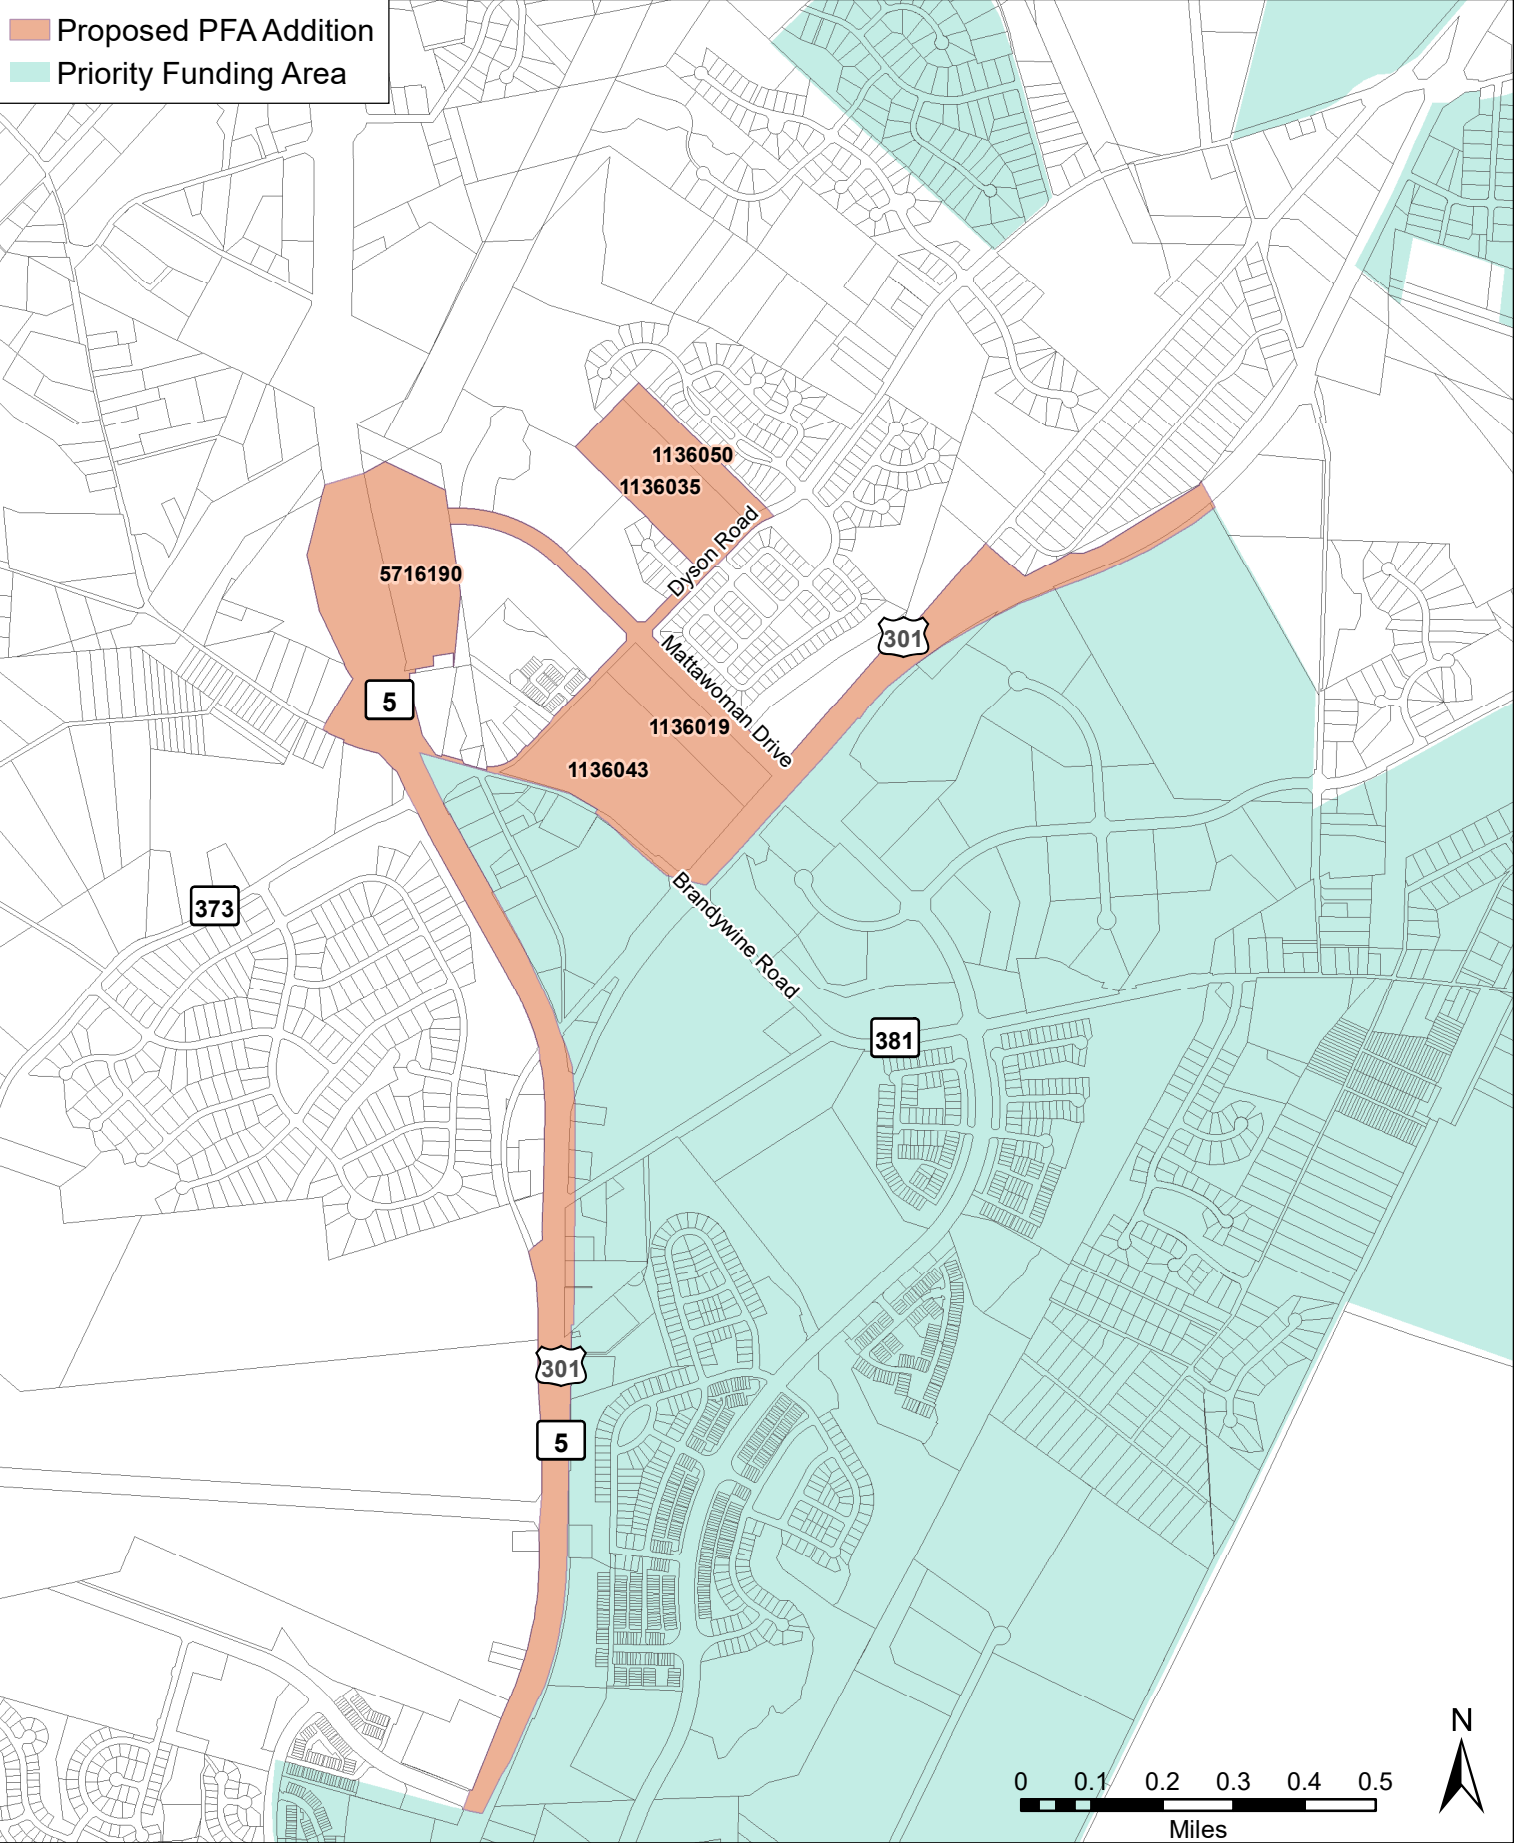 Proposed PFA Addition
Priority Funding Area
1136050
1136035
Dyson Road
5716190
301
Mattawoman Drive
5
1136019
1136043
373
Brandywine Road
381
301
5
N
0 0.1 0.2 0.3 0.4 0.5
Miles